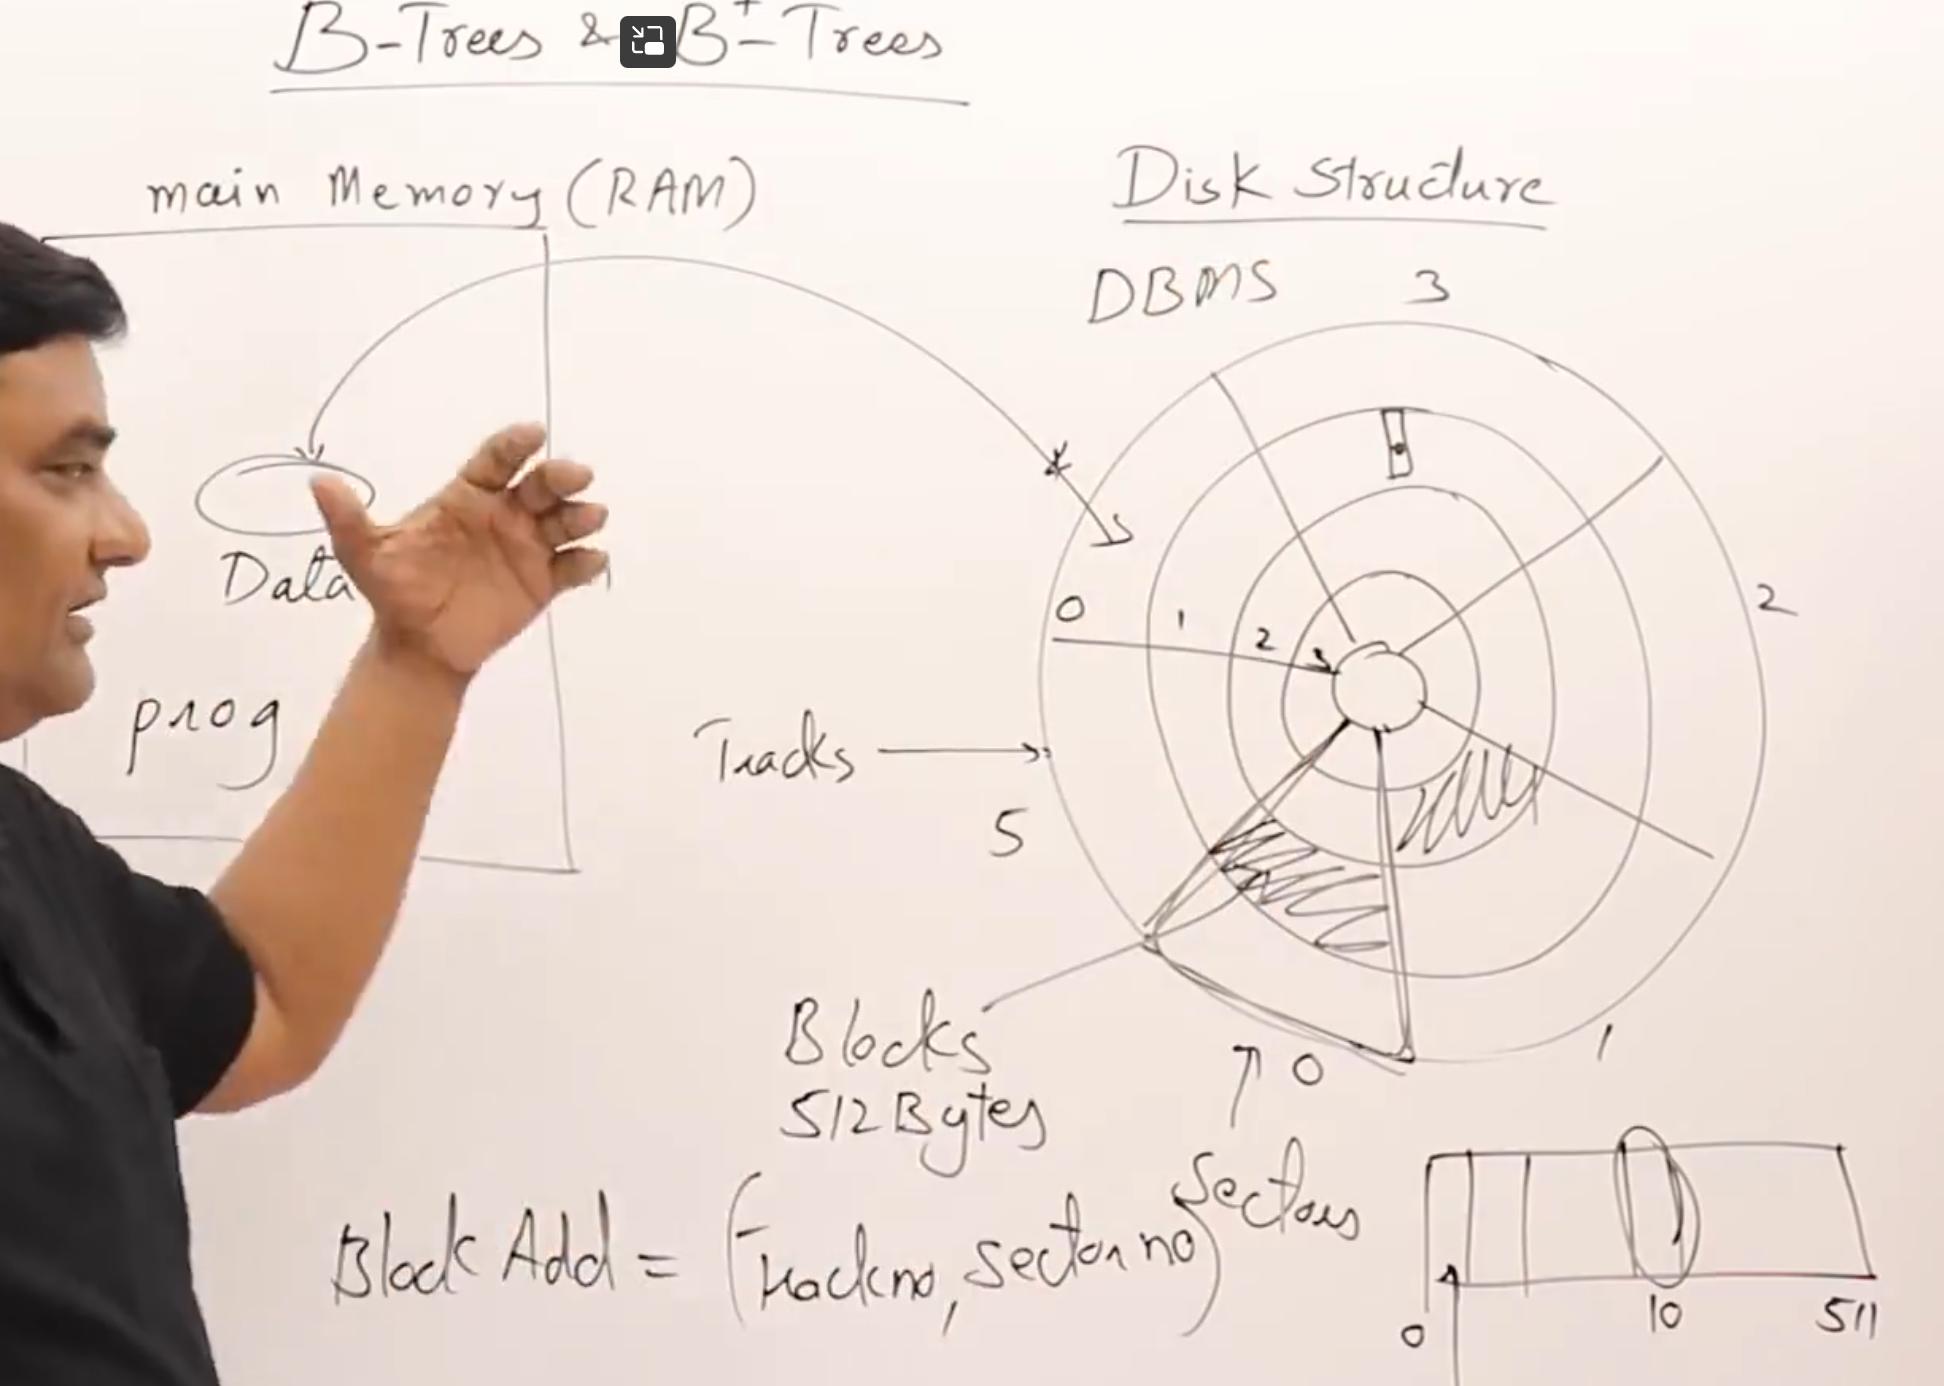 B-Trees & B+-Trees
main Memory (RAM)
Disk Structure
DBMS
3
Data
0
1
2
3
2
prog
Tracks
5
Blocks
512 Bytes
0
1
Sectors
Block Add = (Track no, sector no)
0
10
511